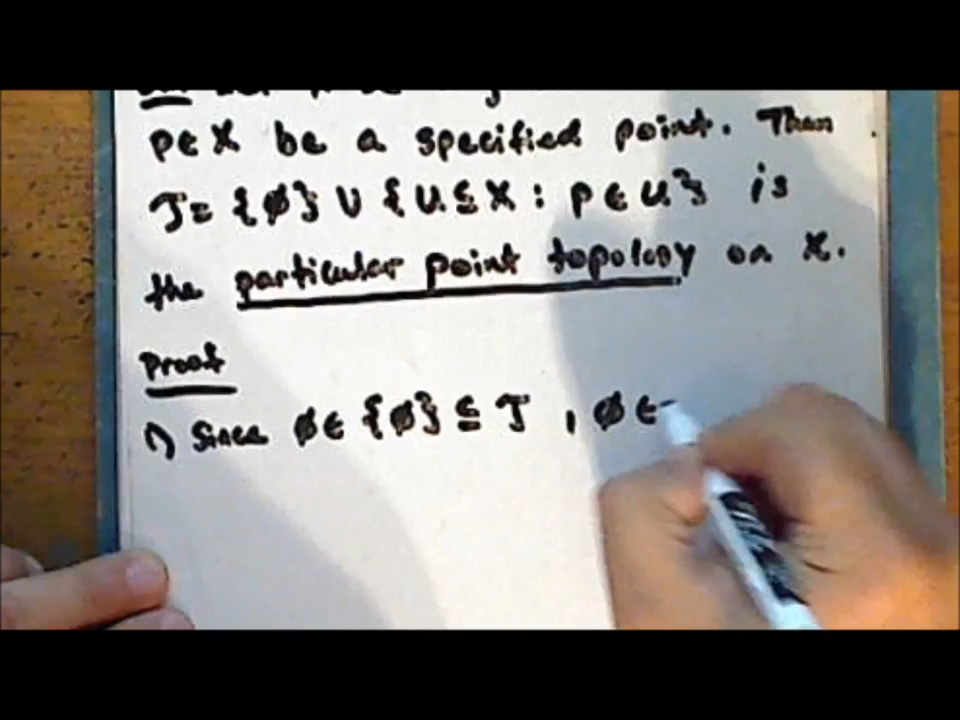 p∈X be a specified point. Then
𝒯= {∅} ∪ {U⊆X : p∈U} is
the particular point topology on X.
Proof
1) Since ∅∈ {∅} ⊆ 𝒯 , ∅ ∈